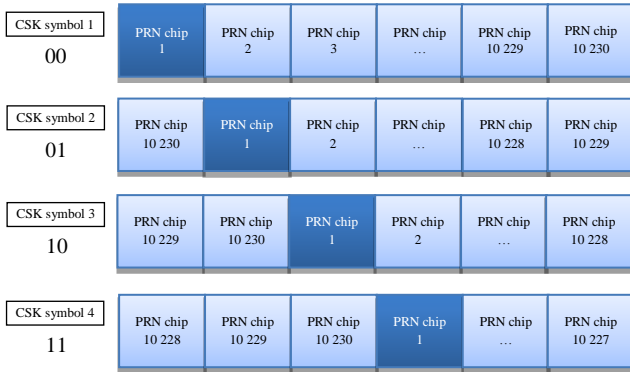 CSK symbol 1
00
PRN chip 1
PRN chip 2
PRN chip 3
PRN chip …
PRN chip 10 229
PRN chip 10 230
CSK symbol 2
01
PRN chip 10 230
PRN chip 1
PRN chip 2
PRN chip …
PRN chip 10 228
PRN chip 10 229
CSK symbol 3
10
PRN chip 10 229
PRN chip 10 230
PRN chip 1
PRN chip 2
PRN chip …
PRN chip 10 228
CSK symbol 4
11
PRN chip 10 228
PRN chip 10 229
PRN chip 10 230
PRN chip 1
PRN chip …
PRN chip 10 227